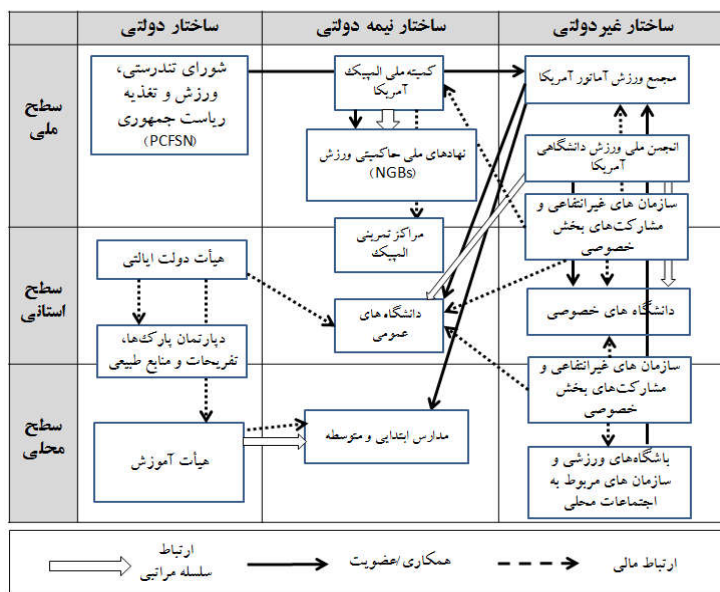 ساختار دولتی
ساختار نیمه دولتی
ساختار غیردولتی
سطح
ملی
شورای تندرستی،
ورزش و تغذیه
ریاست جمهوری
(PCFSN)
کمیته ملی المپیک
آمریکا
نهادهای ملی حاکمیتی ورزش
(NGBs)
مجمع ورزش آماتور آمریکا
انجمن ملی ورزش دانشگاهی
آمریکا
سازمان های غیرانتفاعی و
مشارکت‌های بخش
خصوصی
سطح
استانی
هیأت دولت ایالتی
دپارتمان پارک‌ها،
تفریحات و منابع طبیعی
مراکز تمرینی
المپیک
دانشگاه های
عمومی
دانشگاه های خصوصی
سازمان های غیرانتفاعی و
مشارکت‌های بخش
خصوصی
سطح
محلی
هیأت آموزش
مدارس ابتدایی و متوسطه
باشگاه‌های ورزشی و
سازمان های مربوط به
اجتماعات محلی
ارتباط
سلسله مراتبی
همکاری/عضویت
ارتباط مالی